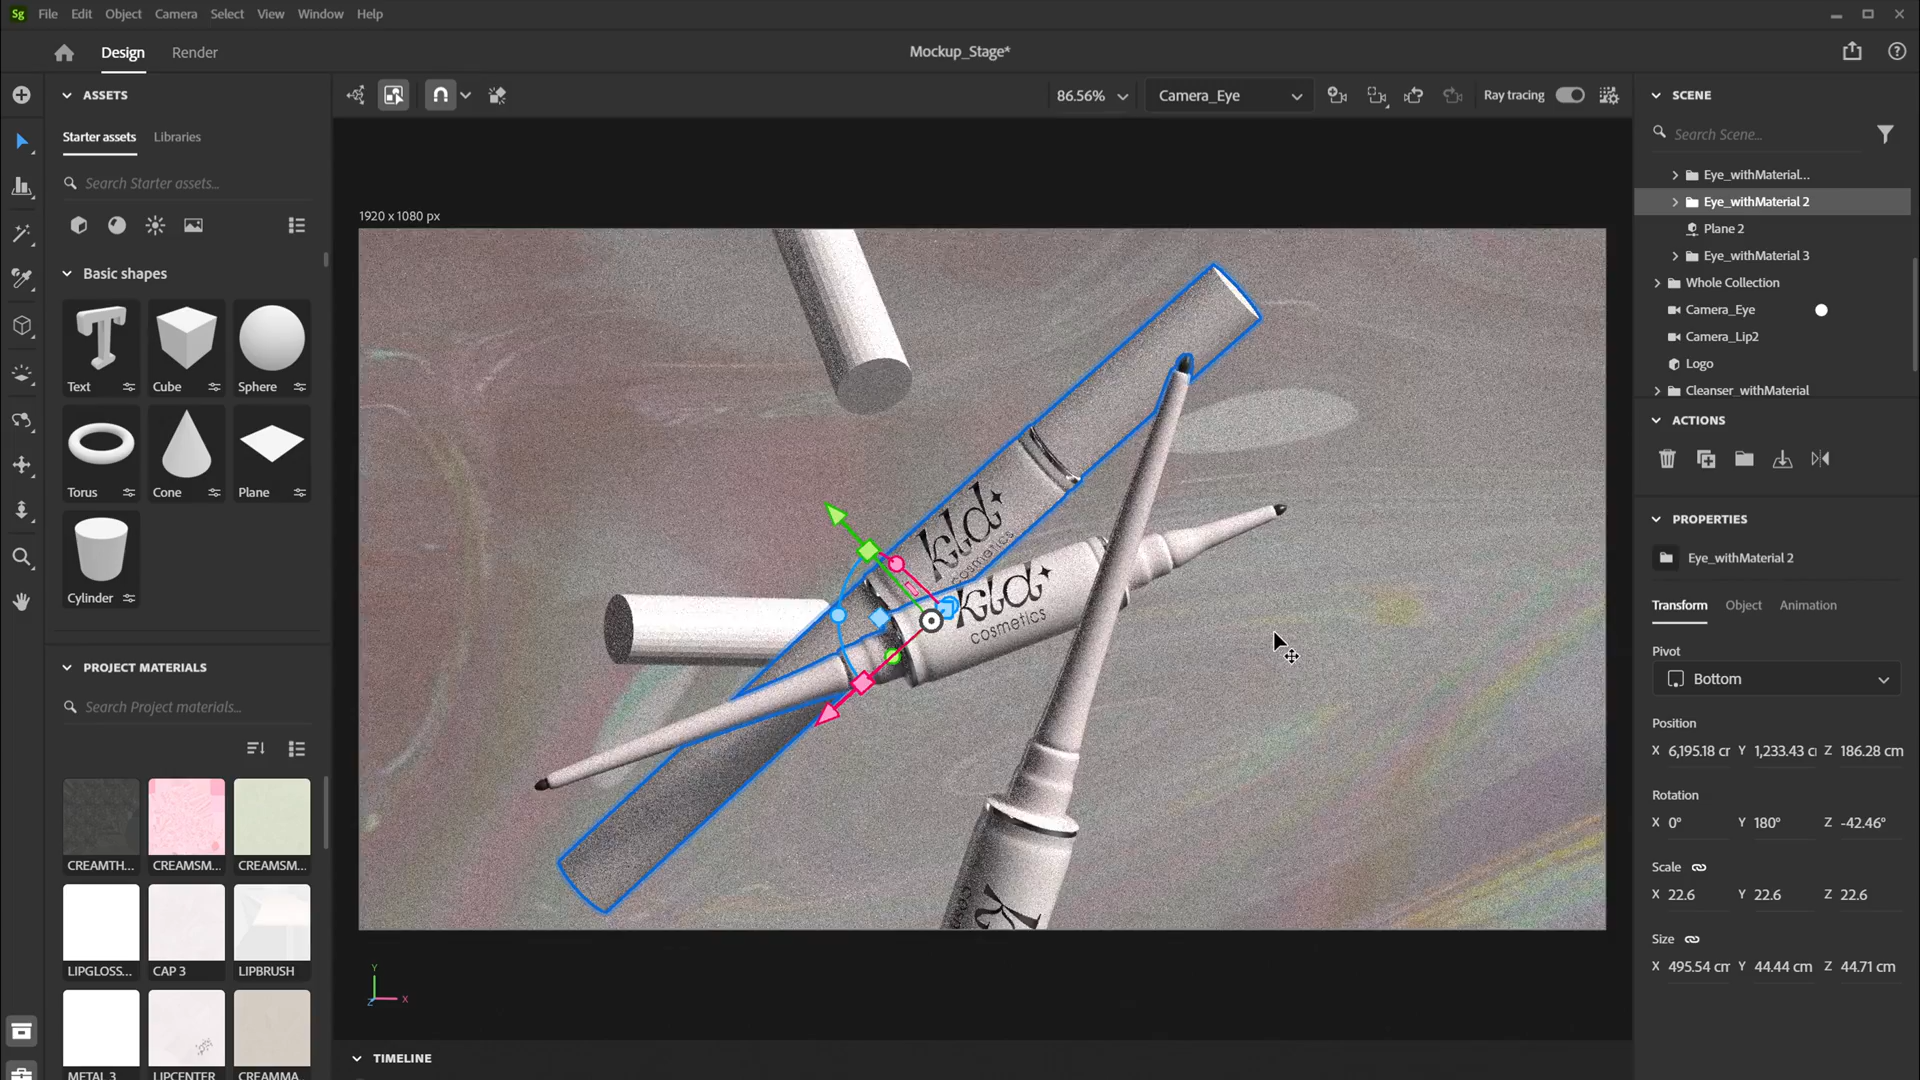 Sg File Edit Object Camera Select View Window Help
Design Render
Mockup_Stage*
ASSETS
Starter assets Libraries
Search Starter assets...
Basic shapes
Text Cube Sphere
Torus Cone Plane
Cylinder
PROJECT MATERIALS
Search Project materials...
CREAMTH... CREAMSM... CREAMSM...
LIPGLOSS... CAP 3 LIPBRUSH
METAL 3 LIPCENTER CREAMMA
86.56% Camera_Eye Ray tracing
1920 x 1080 px
kld
cosmetics
kld
cosmetics
Y
Z X
TIMELINE
SCENE
Search Scene...
Eye_withMaterial...
Eye_withMaterial 2
Plane 2
Eye_withMaterial 3
Whole Collection
Camera_Eye
Camera_Lip2
Logo
Cleanser_withMaterial
ACTIONS
PROPERTIES
Eye_withMaterial 2
Transform Object Animation
Pivot
Bottom
Position
X 6,195.18 cr Y 1,233.43 c Z 186.28 cm
Rotation
X 0° Y 180° Z -42.46°
Scale
X 22.6 Y 22.6 Z 22.6
Size
X 495.54 cr Y 44.44 cm Z 44.71 cm